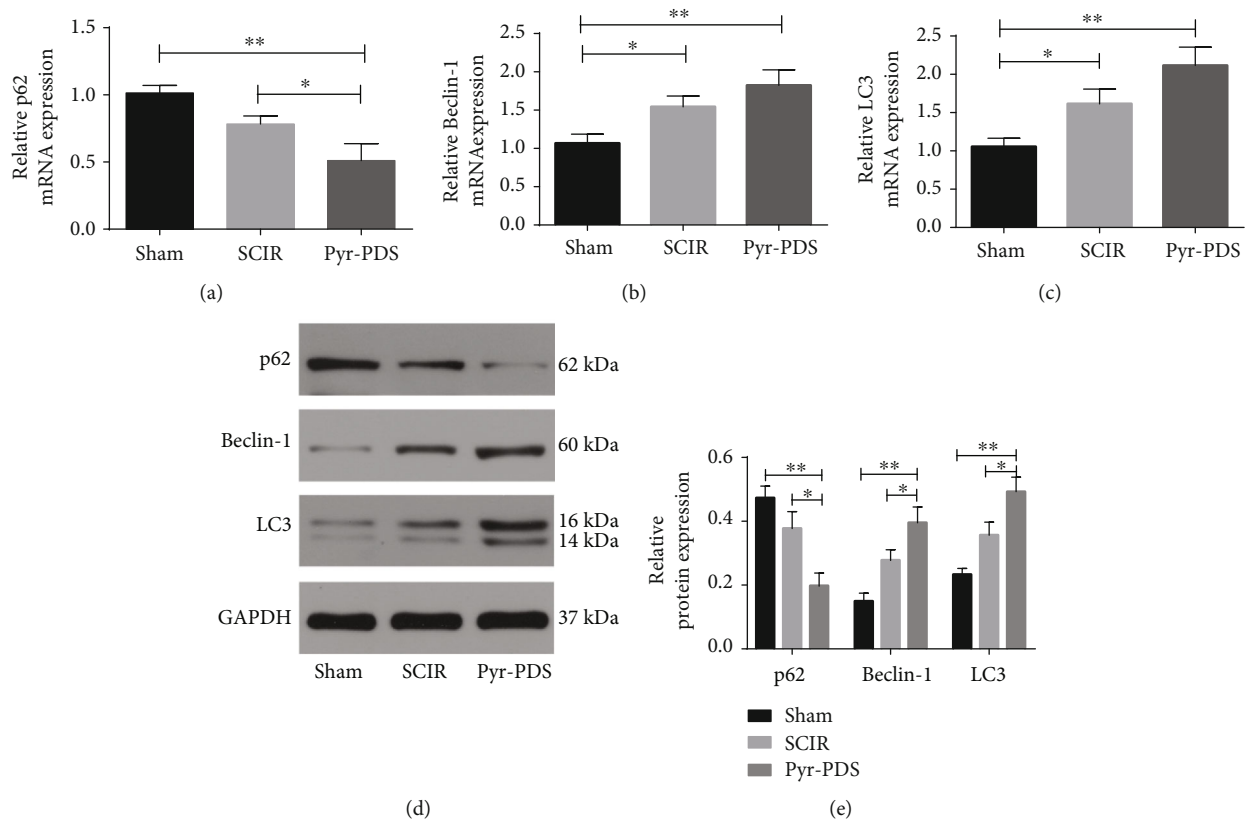 Relative p62
mRNA expression
1.5
1.0
0.5
0.0
**
*
Sham SCIR Pyr-PDS
(a)
Relative Beclin-1
mRNAexpression
2.5
2.0
1.5
1.0
0.5
0.0
**
*
Sham SCIR Pyr-PDS
(b)
Relative LC3
mRNA expression
2.5
2.0
1.5
1.0
0.5
0.0
**
*
Sham SCIR Pyr-PDS
(c)
p62 62 kDa
Beclin-1 60 kDa
LC3 16 kDa
14 kDa
GAPDH 37 kDa
Sham SCIR Pyr-PDS
(d)
Relative
protein expression
0.6
0.4
0.2
0.0
** ** **
* * *
p62 Beclin-1 LC3
Sham
SCIR
Pyr-PDS
(e)